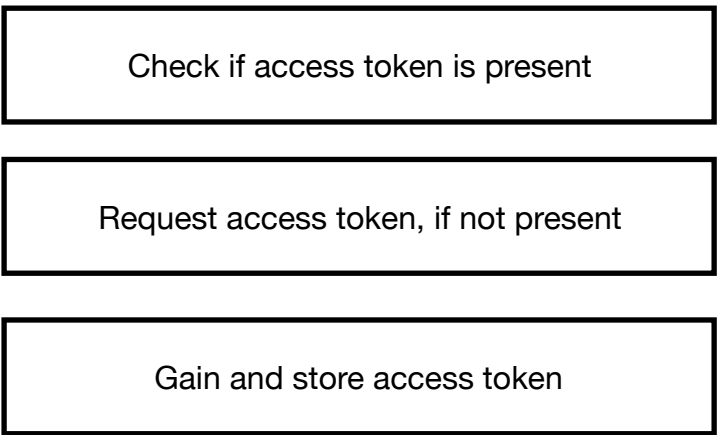 Check if access token is present
Request access token, if not present
Gain and store access token